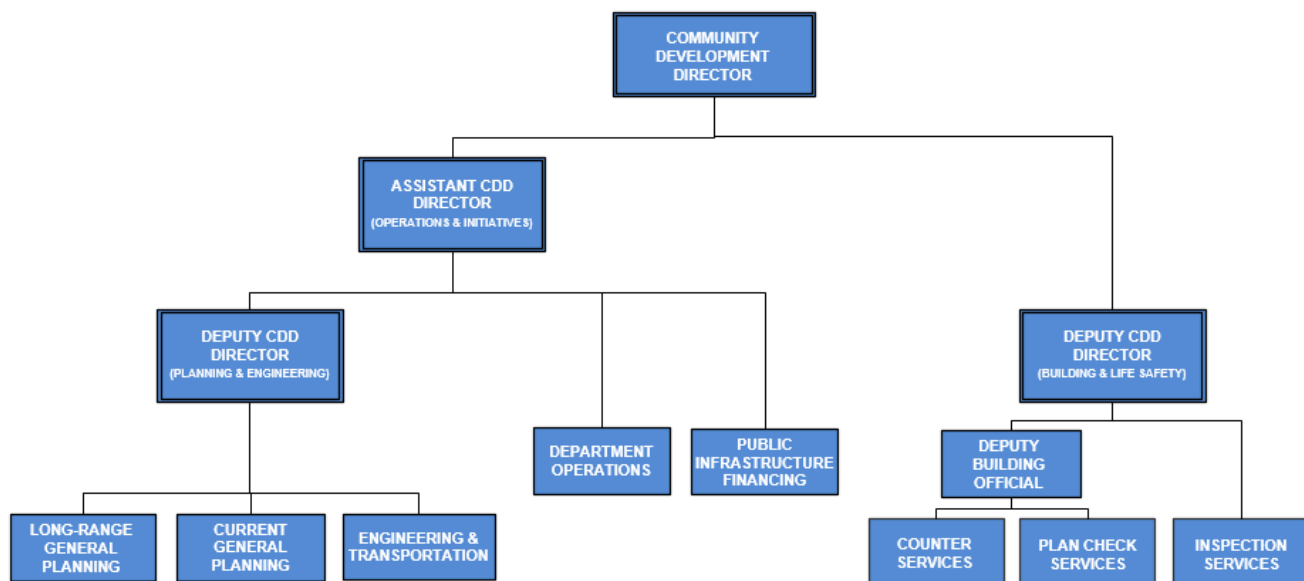 COMMUNITY
DEVELOPMENT
DIRECTOR
ASSISTANT CDD
DIRECTOR
(OPERATIONS & INITIATIVES)
DEPUTY CDD
DIRECTOR
(PLANNING & ENGINEERING)
DEPUTY CDD
DIRECTOR
(BUILDING & LIFE SAFETY)
DEPARTMENT
OPERATIONS
PUBLIC
INFRASTRUCTURE
FINANCING
DEPUTY
BUILDING
OFFICIAL
LONG-RANGE
GENERAL
PLANNING
CURRENT
GENERAL
PLANNING
ENGINEERING &
TRANSPORTATION
COUNTER
SERVICES
PLAN CHECK
SERVICES
INSPECTION
SERVICES